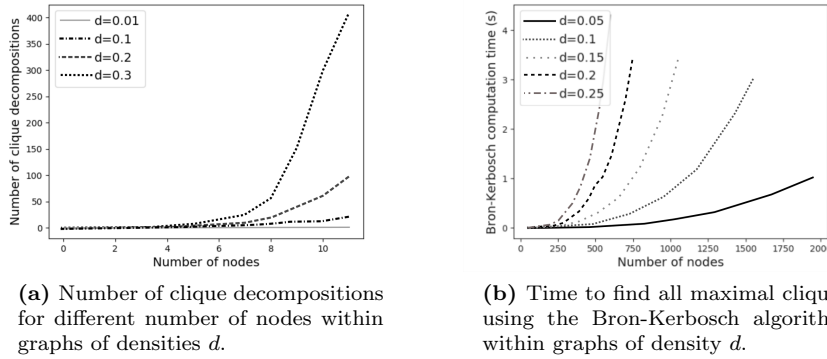 d=0.01
d=0.1
d=0.2
d=0.3
Number of clique decompositions
400
350
300
250
200
150
100
50
0
0 2 4 6 8 10
Number of nodes
(a) Number of clique decompositions
for different number of nodes within
graphs of densities d.
d=0.05
d=0.1
d=0.15
d=0.2
d=0.25
Bron-Kerbosch computation time (s)
4
3
2
1
0
0 250 500 750 1000 1250 1500 1750 2000
Number of nodes
(b) Time to find all maximal clique
using the Bron-Kerbosch algorith
within graphs of density d.